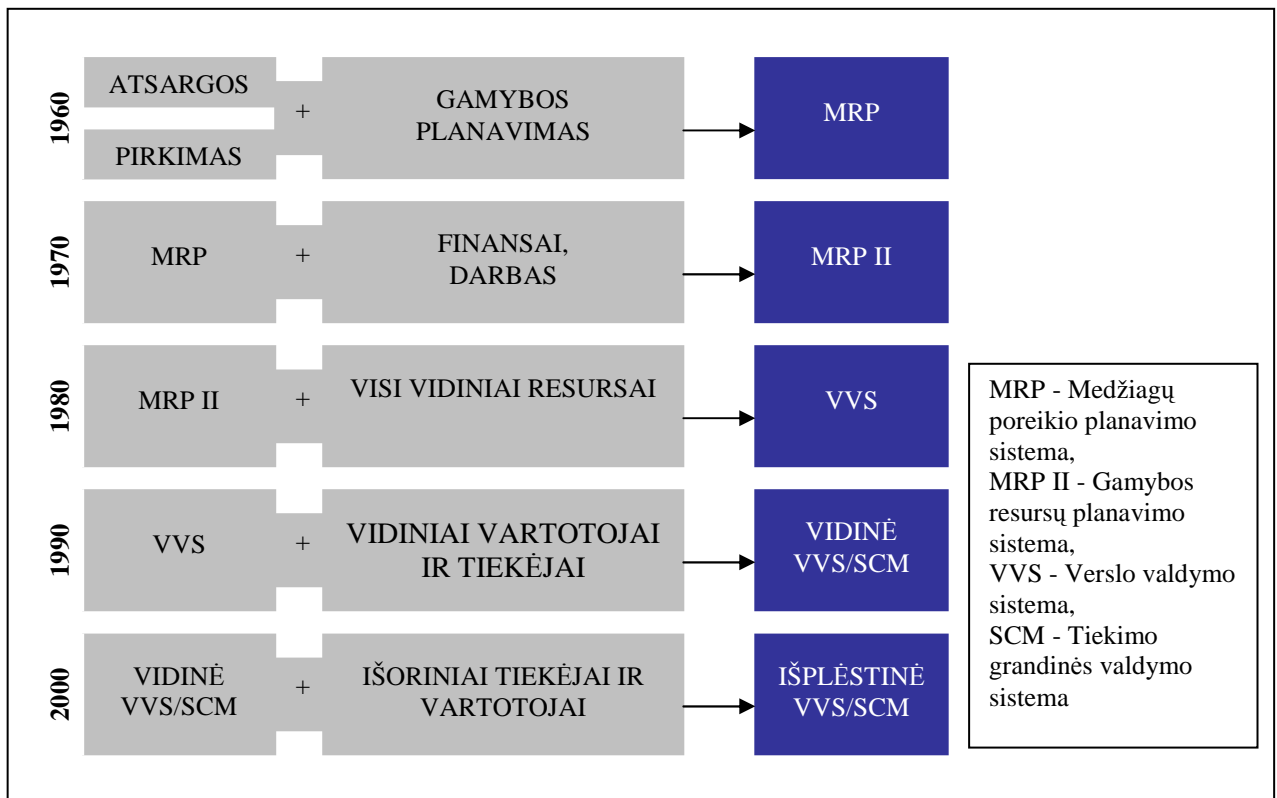 1960
ATSARGOS
PIRKIMAS
+
GAMYBOS
PLANAVIMAS
MRP
1970
MRP
+
FINANSAI,
DARBAS
MRP II
1980
MRP II
+
VISI VIDINIAI RESURSAI
VVS
1990
VVS
+
VIDINIAI VARTOTOJAI
IR TIEKĖJAI
VIDINĖ
VVS/SCM
2000
VIDINĖ
VVS/SCM
+
IŠORINIAI TIEKĖJAI IR
VARTOTOJAI
IŠPLĖSTINĖ
VVS/SCM
MRP - Medžiagų
poreikio planavimo
sistema,
MRP II - Gamybos
resursų planavimo
sistema,
VVS - Verslo valdymo
sistema,
SCM - Tiekimo
grandinės valdymo
sistema